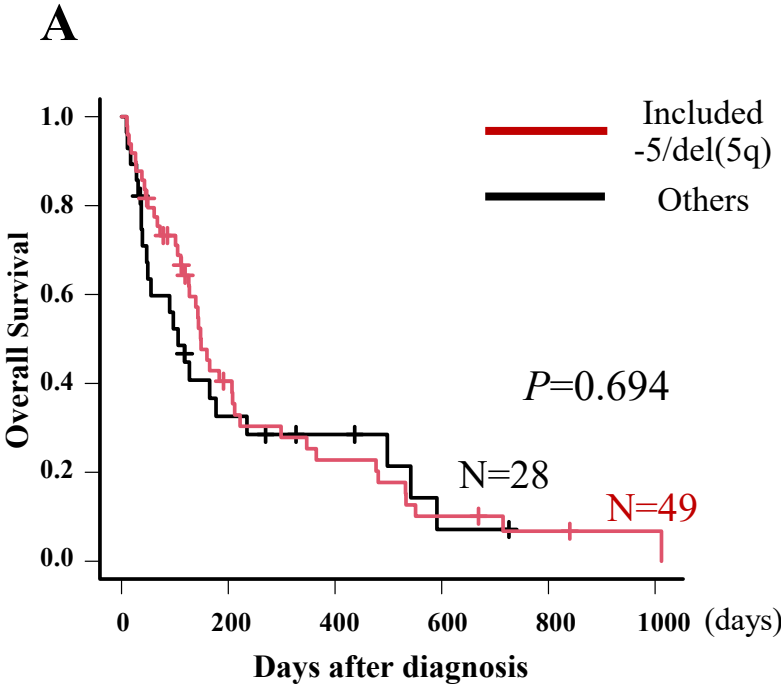 A
Included
-5/del(5q)
Others
Overall Survival
1.0
0.8
0.6
0.4
0.2
0.0
P=0.694
N=28
N=49
0 200 400 600 800 1000 (days)
Days after diagnosis